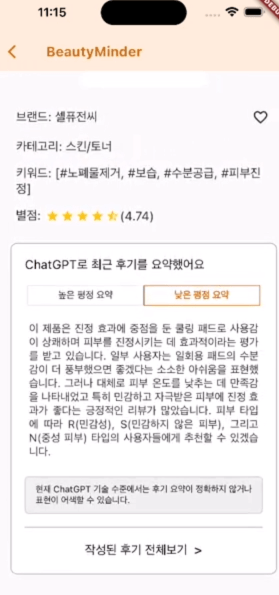 11:15
BeautyMinder
브랜드: 셀퓨전씨
카테고리: 스킨/토너
키워드: [#노폐물제거, #보습, #수분공급, #피부진
정]
별점: (4.74)
ChatGPT로 최근 후기를 요약했어요
높은 평점 요약
낮은 평점 요약
이 제품은 진정 효과에 중점을 둔 쿨링 패드로 사용감
이 상쾌하며 피부를 진정시키는 데 효과적이라는 평가
를 받고 있습니다. 일부 사용자는 일회용 패드의 수분
감이 더 풍부했으면 좋겠다는 소소한 아쉬움을 표현했
습니다. 그러나 대체로 피부 온도를 낮추는 데 만족감
을 나타내었고 특히 민감하고 자극받은 피부에 진정 효
과가 좋다는 긍정적인 리뷰가 많았습니다. 피부 타입
에 따라 R(민감성), S(민감하지 않은 피부), 그리고
N(중성 피부) 타입의 사용자들에게 추천할 수 있겠습
니다.
현재 ChatGPT 기술 수준에서는 후기 요약이 정확하지 않거나
표현이 어색할 수 있습니다.
작성된 후기 전체보기 >